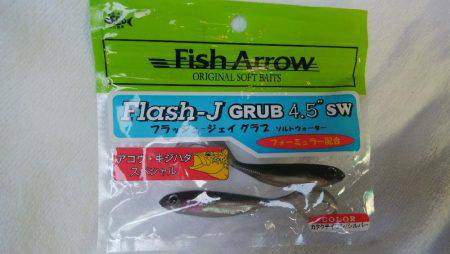 Fish Arrow
ORIGINAL SOFT BAITS
Flash-J GRUB 4.5" SW
フラッシュージェイ グラブ ソルトウォーター
フォーミュラー配合
アコウ・キジハタ
スペシャル
COLOR